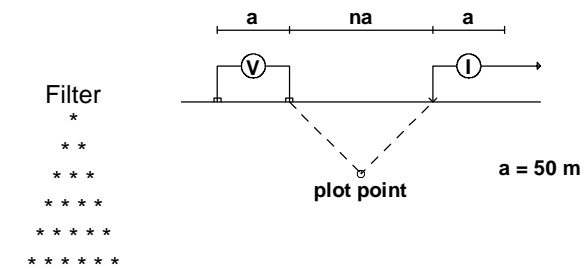 a na a
V I
Filter
*
* *
* * *
* * * *
* * * * *
* * * * * *
a = 50 m
plot point